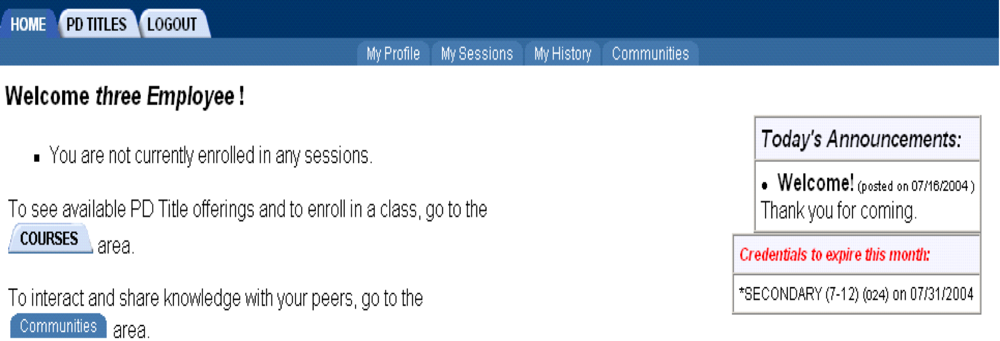 HOME PD TITLES LOGOUT
My Profile My Sessions My History Communities
Welcome three Employee !
▪ You are not currently enrolled in any sessions.
To see available PD Title offerings and to enroll in a class, go to the
COURSES area.
To interact and share knowledge with your peers, go to the
Communities area.
Today's Announcements:
• Welcome! (posted on 07/16/2004 )
Thank you for coming.
Credentials to expire this month:
*SECONDARY (7-12) (024) on 07/31/2004